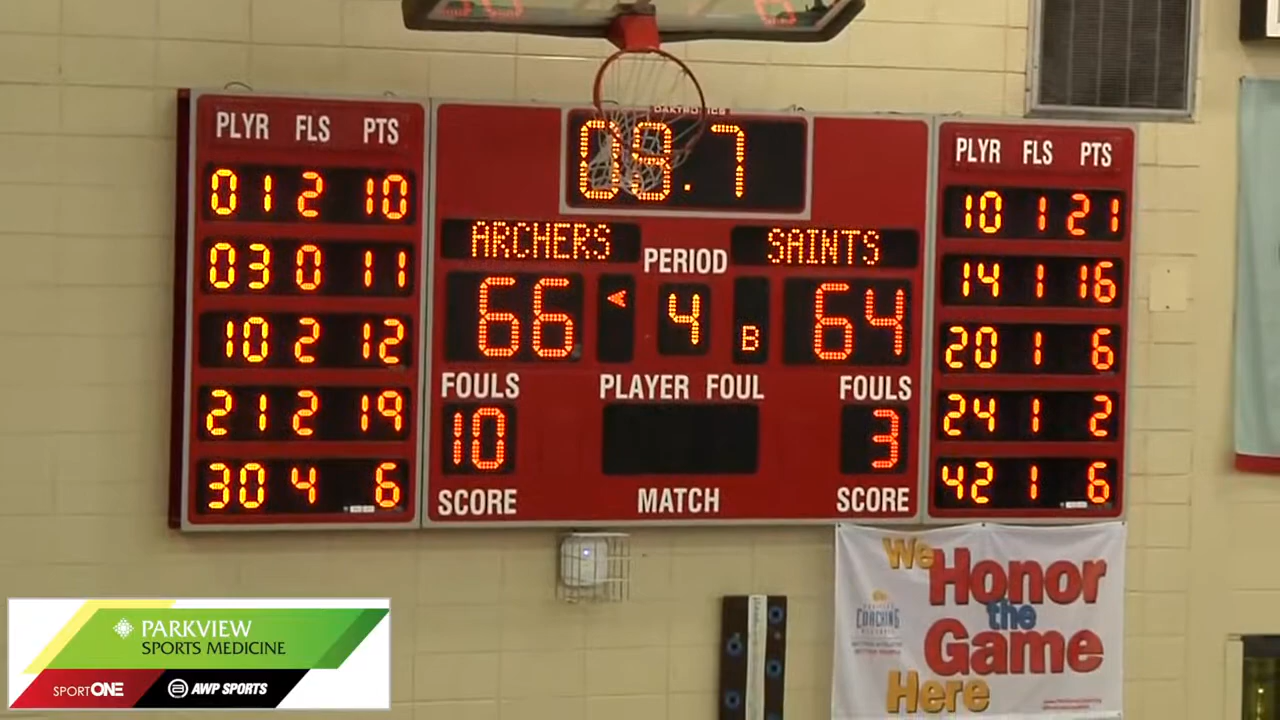 DAKTRONICS
08.7
PLYR FLS PTS
01 2 10
03 0 11
10 2 12
21 2 19
30 4 6
ARCHERS
PERIOD
SAINTS
66
4
B
64
FOULS
PLAYER FOUL
FOULS
10
3
SCORE
MATCH
SCORE
PLYR FLS PTS
10 1 21
14 1 16
20 1 6
24 1 2
42 1 6
We
Honor
the
Game
Here
COACHING
PARKVIEW
SPORTS MEDICINE
SPORTONE
AWP SPORTS